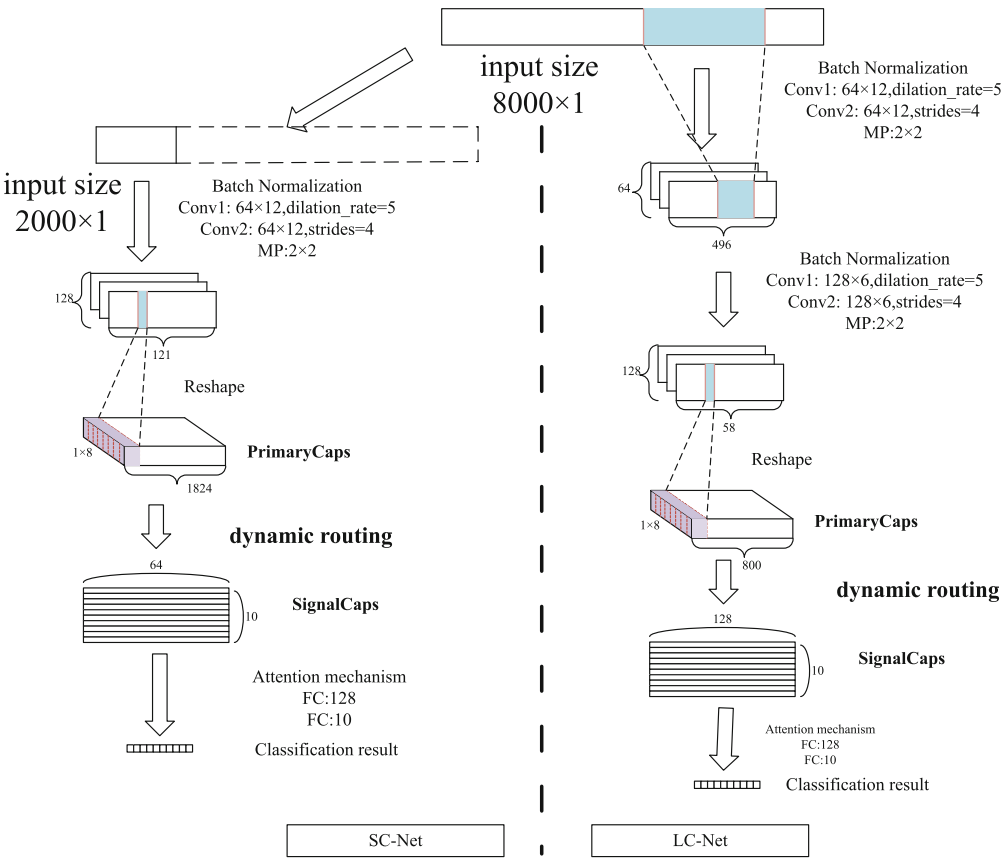 input size
8000×1
Batch Normalization
Conv1: 64×12,dilation_rate=5
Conv2: 64×12,strides=4
MP:2×2
input size
2000×1
Batch Normalization
Conv1: 64×12,dilation_rate=5
Conv2: 64×12,strides=4
MP:2×2
128
121
Reshape
1×8
PrimaryCaps
1824
dynamic routing
64
SignalCaps
10
Attention mechanism
FC:128
FC:10
Classification result
SC-Net
64
496
Batch Normalization
Conv1: 128×6,dilation_rate=5
Conv2: 128×6,strides=4
MP:2×2
128
58
Reshape
1×8
PrimaryCaps
800
dynamic routing
128
SignalCaps
10
Attention mechanism
FC:128
FC:10
Classification result
LC-Net